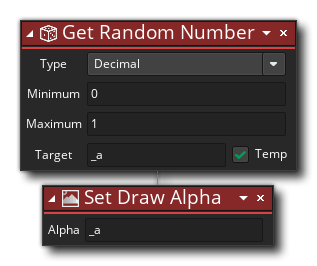 Get Random Number
Type Decimal
Minimum 0
Maximum 1
Target _a Temp
Set Draw Alpha
Alpha _a